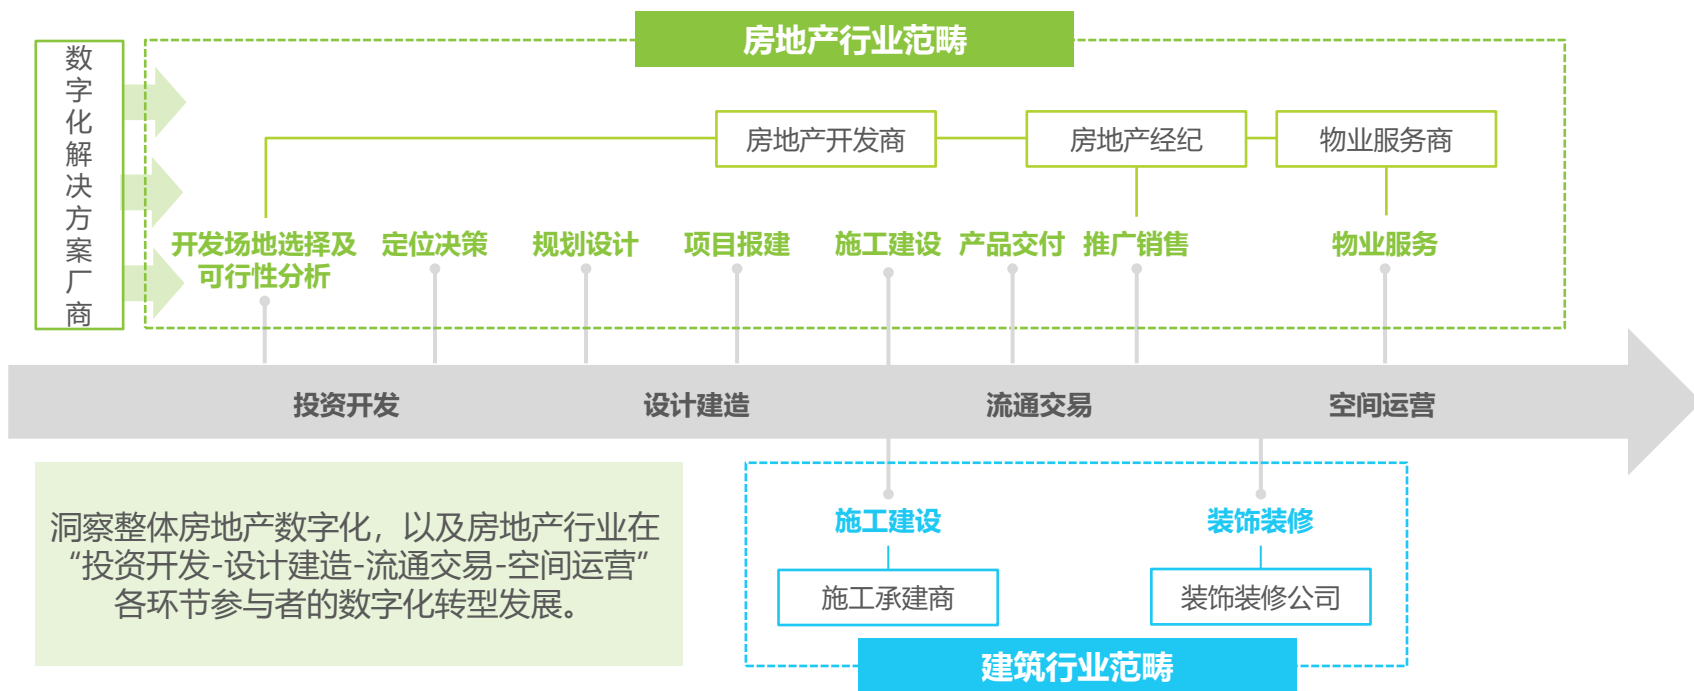 房地产行业范畴
数字化解决方案厂商
房地产开发商
房地产经纪
物业服务商
开发场地选择及
可行性分析
定位决策
规划设计
项目报建
施工建设
产品交付
推广销售
物业服务
投资开发
设计建造
流通交易
空间运营
洞察整体房地产数字化，以及房地产行业在
“投资开发-设计建造-流通交易-空间运营”
各环节参与者的数字化转型发展。
施工建设
装饰装修
施工承建商
装饰装修公司
建筑行业范畴